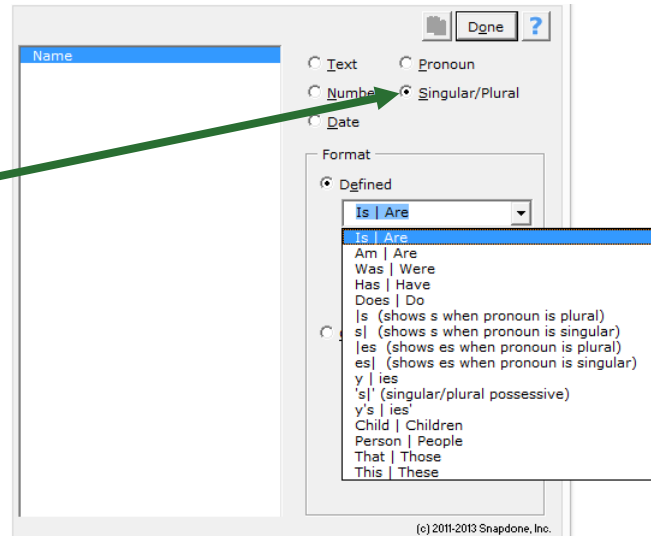 Done ?
Name
Text Pronoun
Numbe Singular/Plural
Date
Format
Defined
Is | Are
Is | Are
Am | Are
Was | Were
Has | Have
Does | Do
|s (shows s when pronoun is plural)
s| (shows s when pronoun is singular)
|es (shows es when pronoun is plural)
es| (shows es when pronoun is singular)
y | ies
's|' (singular/plural possessive)
y's | ies'
Child | Children
Person | People
That | Those
This | These
(c) 2011-2013 Snapdone, Inc.